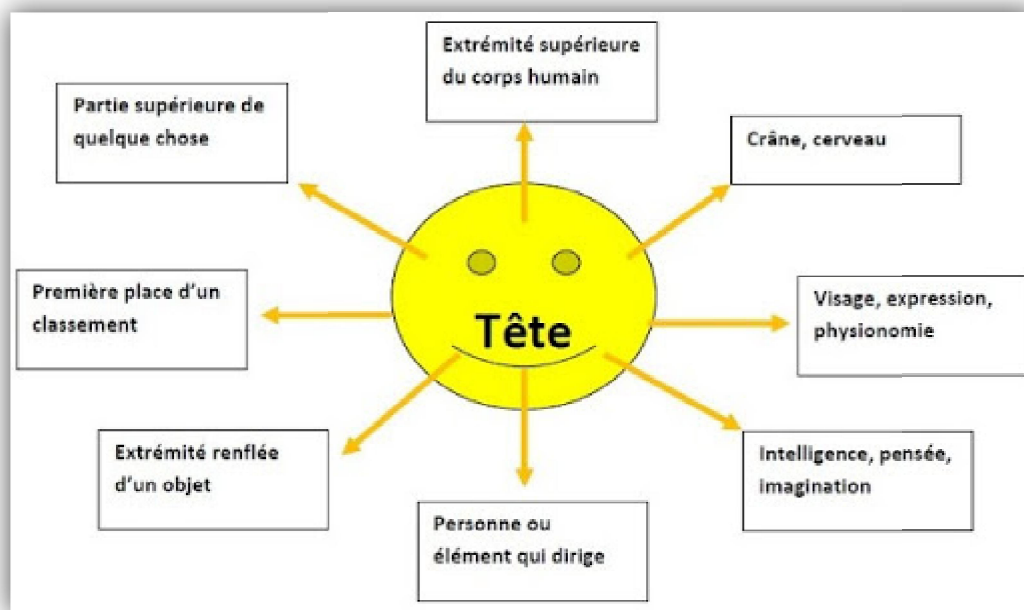 Extrémité supérieure
du corps humain
Partie supérieure de
quelque chose
Crâne, cerveau
Première place d'un
classement
Visage, expression,
physionomie
Tête
Extrémité renflée
d'un objet
Intelligence, pensée,
imagination
Personne ou
élément qui dirige